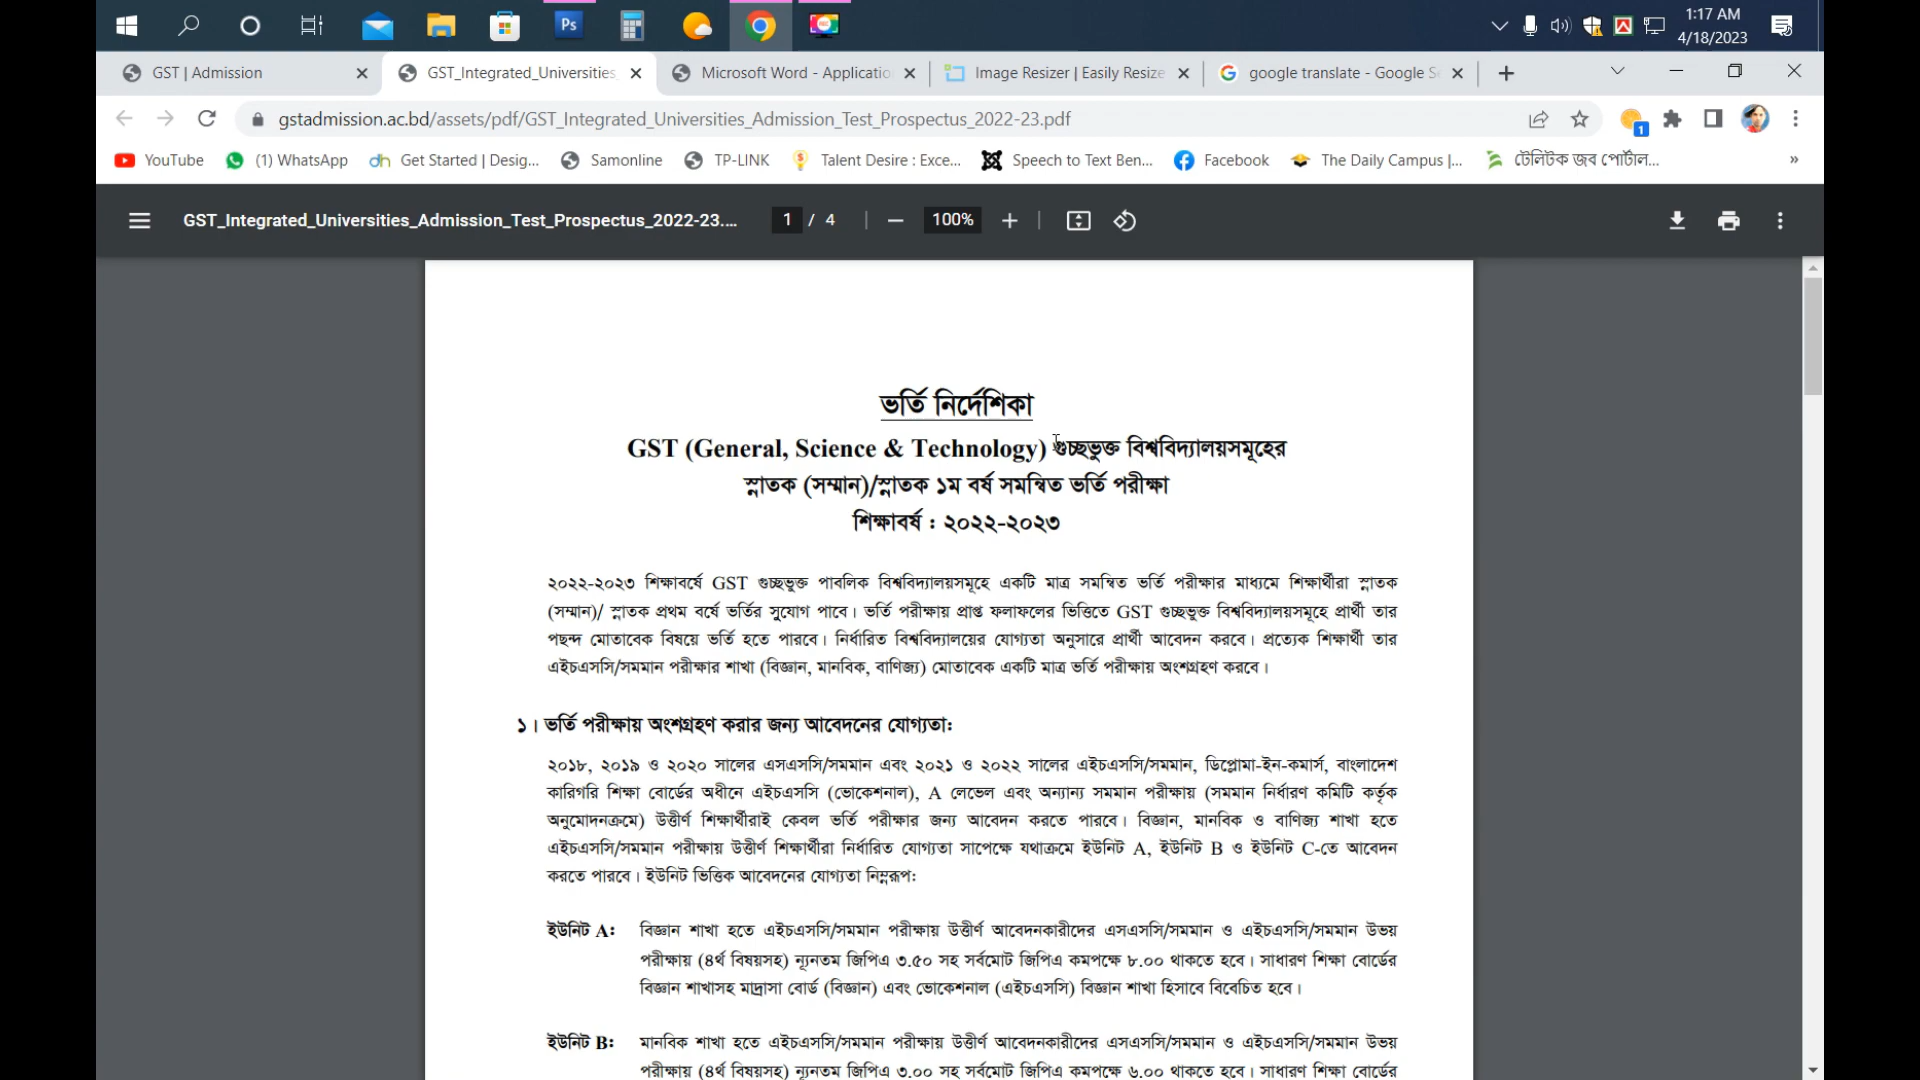 Ps
1:17 AM
4/18/2023
GST | Admission
GST_Integrated_Universities
Microsoft Word - Applicatio
Image Resizer | Easily Resize
google translate - Google Se
gstadmission.ac.bd/assets/pdf/GST_Integrated_Universities_Admission_Test_Prospectus_2022-23.pdf
1
YouTube
(1) WhatsApp
dh Get Started | Desig...
Samonline
TP-LINK
Talent Desire : Exce...
Speech to Text Ben...
Facebook
The Daily Campus |...
টেলিটক জব পোর্টাল...
»
GST_Integrated_Universities_Admission_Test_Prospectus_2022-23....
1 / 4
100%
ভর্তি নির্দেশিকা
GST (General, Science & Technology) গুচ্ছভুক্ত বিশ্ববিদ্যালয়সমূহের
স্নাতক (সম্মান)/স্নাতক ১ম বর্ষ সমন্বিত ভর্তি পরীক্ষা
শিক্ষাবর্ষ : ২০২২-২০২৩
২০২২-২০২৩ শিক্ষাবর্ষে GST গুচ্ছভুক্ত পাবলিক বিশ্ববিদ্যালয়সমূহে একটি মাত্র সমন্বিত ভর্তি পরীক্ষার মাধ্যমে শিক্ষার্থীরা স্নাতক
(সম্মান)/ স্নাতক প্রথম বর্ষে ভর্তির সুযোগ পাবে। ভর্তি পরীক্ষায় প্রাপ্ত ফলাফলের ভিত্তিতে GST গুচ্ছভুক্ত বিশ্ববিদ্যালয়সমূহে প্রার্থী তার
পছন্দ মোতাবেক বিষয়ে ভর্তি হতে পারবে। নির্ধারিত বিশ্ববিদ্যালয়ের যোগ্যতা অনুসারে প্রার্থী আবেদন করবে। প্রত্যেক শিক্ষার্থী তার
এইচএসসি/সমমান পরীক্ষার শাখা (বিজ্ঞান, মানবিক, বাণিজ্য) মোতাবেক একটি মাত্র ভর্তি পরীক্ষায় অংশগ্রহণ করবে।
১। ভর্তি পরীক্ষায় অংশগ্রহণ করার জন্য আবেদনের যোগ্যতা:
২০১৮, ২০১৯ ও ২০২০ সালের এসএসসি/সমমান এবং ২০২১ ও ২০২২ সালের এইচএসসি/সমমান, ডিপ্লোমা-ইন-কমার্স, বাংলাদেশ
কারিগরি শিক্ষা বোর্ডের অধীনে এইচএসসি (ভোকেশনাল), A লেভেল এবং অন্যান্য সমমান পরীক্ষায় (সমমান নির্ধারণ কমিটি কর্তৃক
অনুমোদনক্রমে) উত্তীর্ণ শিক্ষার্থীরাই কেবল ভর্তি পরীক্ষার জন্য আবেদন করতে পারবে। বিজ্ঞান, মানবিক ও বাণিজ্য শাখা হতে
এইচএসসি/সমমান পরীক্ষায় উত্তীর্ণ শিক্ষার্থীরা নির্ধারিত যোগ্যতা সাপেক্ষে যথাক্রমে ইউনিট A, ইউনিট B ও ইউনিট C-তে আবেদন
করতে পারবে। ইউনিট ভিত্তিক আবেদনের যোগ্যতা নিম্নরূপ:
ইউনিট A: বিজ্ঞান শাখা হতে এইচএসসি/সমমান পরীক্ষায় উত্তীর্ণ আবেদনকারীদের এসএসসি/সমমান ও এইচএসসি/সমমান উভয়
পরীক্ষায় (৪র্থ বিষয়সহ) ন্যূনতম জিপিএ ৩.৫০ সহ সর্বমোট জিপিএ কমপক্ষে ৮.০০ থাকতে হবে। সাধারণ শিক্ষা বোর্ডের
বিজ্ঞান শাখাসহ মাদ্রাসা বোর্ড (বিজ্ঞান) এবং ভোকেশনাল (এইচএসসি) বিজ্ঞান শাখা হিসাবে বিবেচিত হবে।
ইউনিট B: মানবিক শাখা হতে এইচএসসি/সমমান পরীক্ষায় উত্তীর্ণ আবেদনকারীদের এসএসসি/সমমান ও এইচএসসি/সমমান উভয়
পরীক্ষায় (৪র্থ বিষয়সহ) ন্যূনতম জিপিএ ৩.০০ সহ সর্বমোট জিপিএ কমপক্ষে ৬.০০ থাকতে হবে। সাধারণ শিক্ষা বোর্ডের